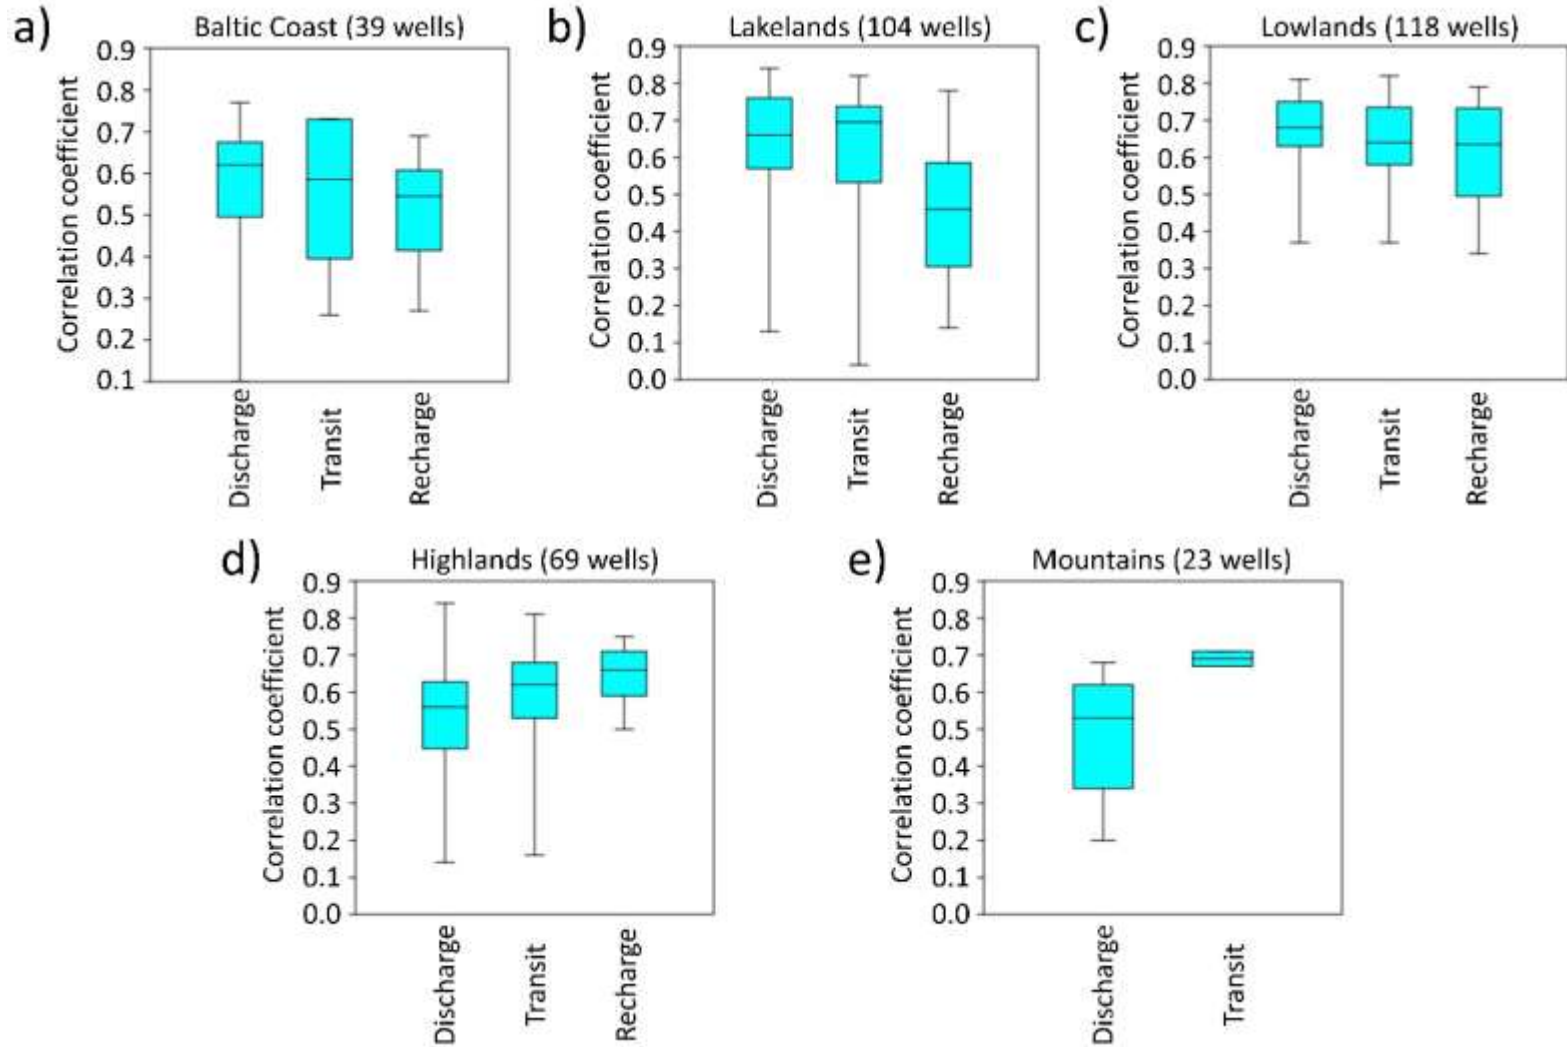 a)
Baltic Coast (39 wells)
Correlation coefficient
0.9
0.8
0.7
0.6
0.5
0.4
0.3
0.2
0.1
Discharge
Transit
Recharge
b)
Lakelands (104 wells)
Correlation coefficient
0.9
0.8
0.7
0.6
0.5
0.4
0.3
0.2
0.1
0.0
Discharge
Transit
Recharge
c)
Lowlands (118 wells)
Correlation coefficient
0.9
0.8
0.7
0.6
0.5
0.4
0.3
0.2
0.1
0.0
Discharge
Transit
Recharge
d)
Highlands (69 wells)
Correlation coefficient
0.9
0.8
0.7
0.6
0.5
0.4
0.3
0.2
0.1
0.0
Discharge
Transit
Recharge
e)
Mountains (23 wells)
Correlation coefficient
0.9
0.8
0.7
0.6
0.5
0.4
0.3
0.2
0.1
0.0
Discharge
Transit